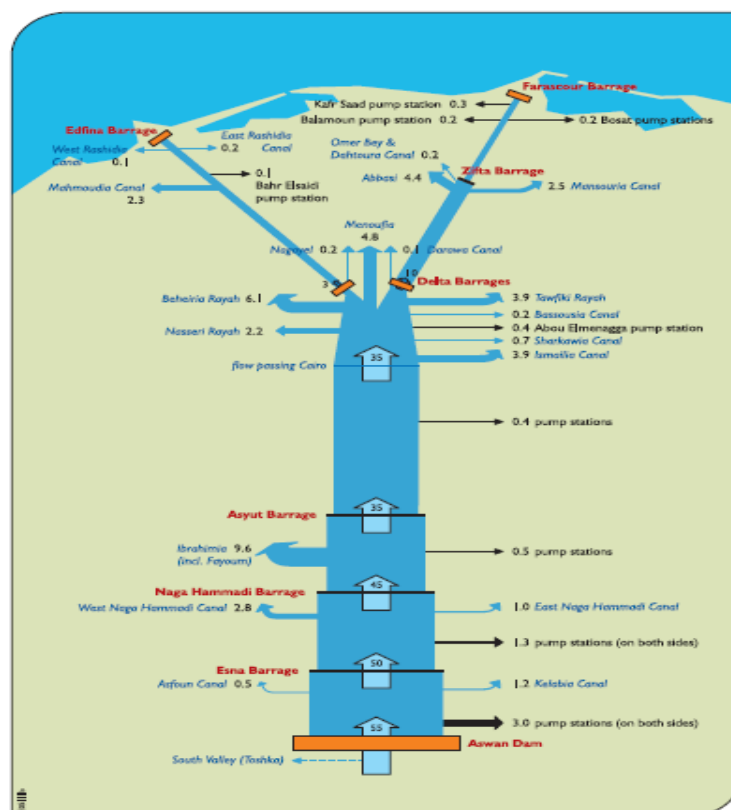 Farascour Barrage
Kafr Saad pump station 0.3
Balamoun pump station 0.2
0.2 Bosat pump stations
Edfina Barrage
East Rashidia
Canal
0.2
West Rashidia
Canal
0.1
Omer Bey &
Dahtoura Canal 0.2
Zifta Barrage
Abbasi 4.4
2.5 Mansouria Canal
0.1
Bahr Elsaidi
pump station
Mahmoudia Canal
2.3
Menoufia
4.8
Nagayel 0.2
0.1 Darawa Canal
3
10
Delta Barrages
Beheiria Rayah 6.1
3.9 Tawfiki Rayah
0.2 Bassousia Canal
0.4 Abou Elmenagga pump station
Nasseri Rayah 2.2
0.7 Sharkawia Canal
35
3.9 Ismailia Canal
flow passing Cairo
0.4 pump stations
35
Asyut Barrage
Ibrahimia 9.6
(incl. Fayoum)
0.5 pump stations
45
Naga Hammadi Barrage
West Naga Hammadi Canal 2.8
1.0 East Naga Hammadi Canal
1.3 pump stations (on both sides)
50
Esna Barrage
Asfoun Canal 0.5
1.2 Kelabia Canal
55
3.0 pump stations (on both sides)
Aswan Dam
South Valley (Toshka)